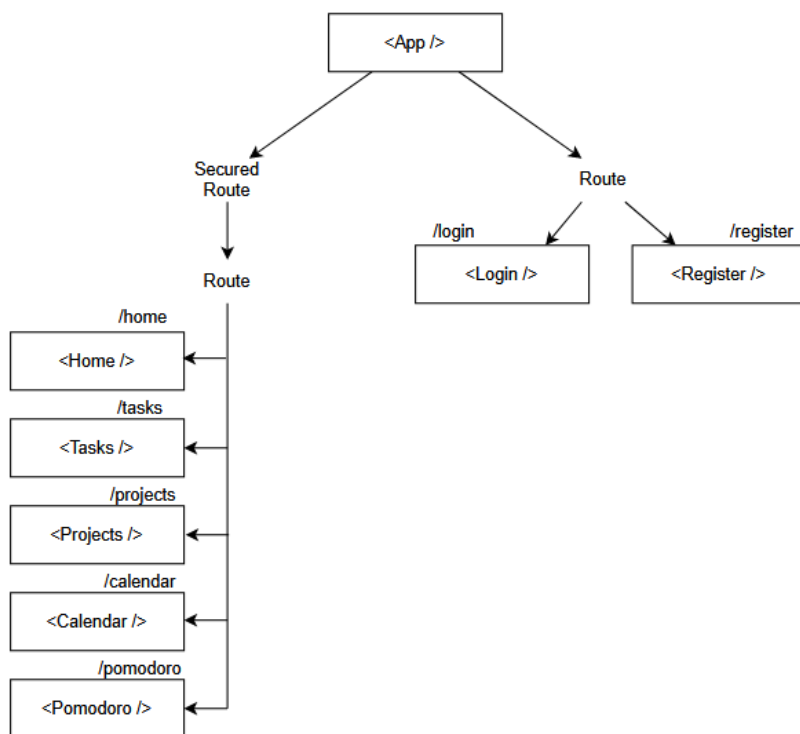 <App />
Secured
Route
Route
/login
/register
<Login />
<Register />
Route
/home
<Home />
/tasks
<Tasks />
/projects
<Projects />
/calendar
<Calendar />
/pomodoro
<Pomodoro />